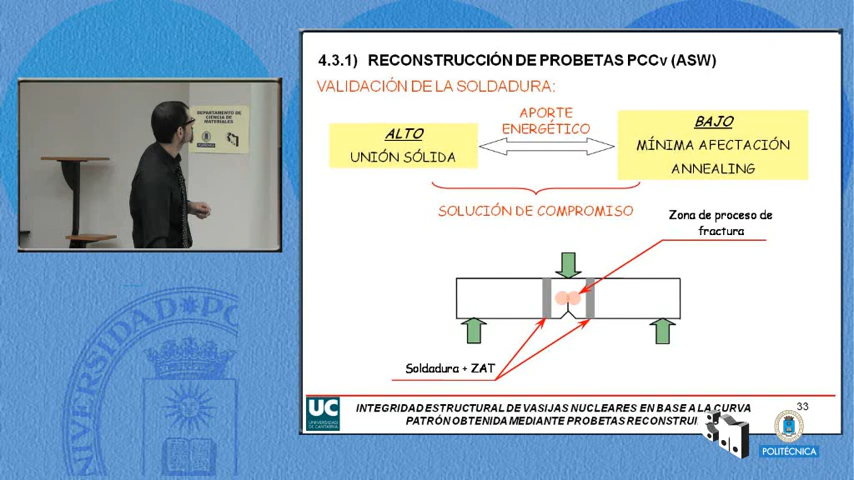 4.3.1) RECONSTRUCCIÓN DE PROBETAS PCCv (ASW)
VALIDACIÓN DE LA SOLDADURA:
APORTE
ENERGÉTICO
ALTO
UNIÓN SÓLIDA
BAJO
MÍNIMA AFECTACIÓN
ANNEALING
SOLUCIÓN DE COMPROMISO
Zona de proceso de
fractura
Soldadura + ZAT
INTEGRIDAD ESTRUCTURAL DE VASIJAS NUCLEARES EN BASE A LA CURVA
PATRÓN OBTENIDA MEDIANTE PROBETAS
33
UC
UNIVERSIDAD
DE CANTABRIA
POLITÉCNICA
DEPARTAMENTO DE
CIENCIA DE
MATERIALES